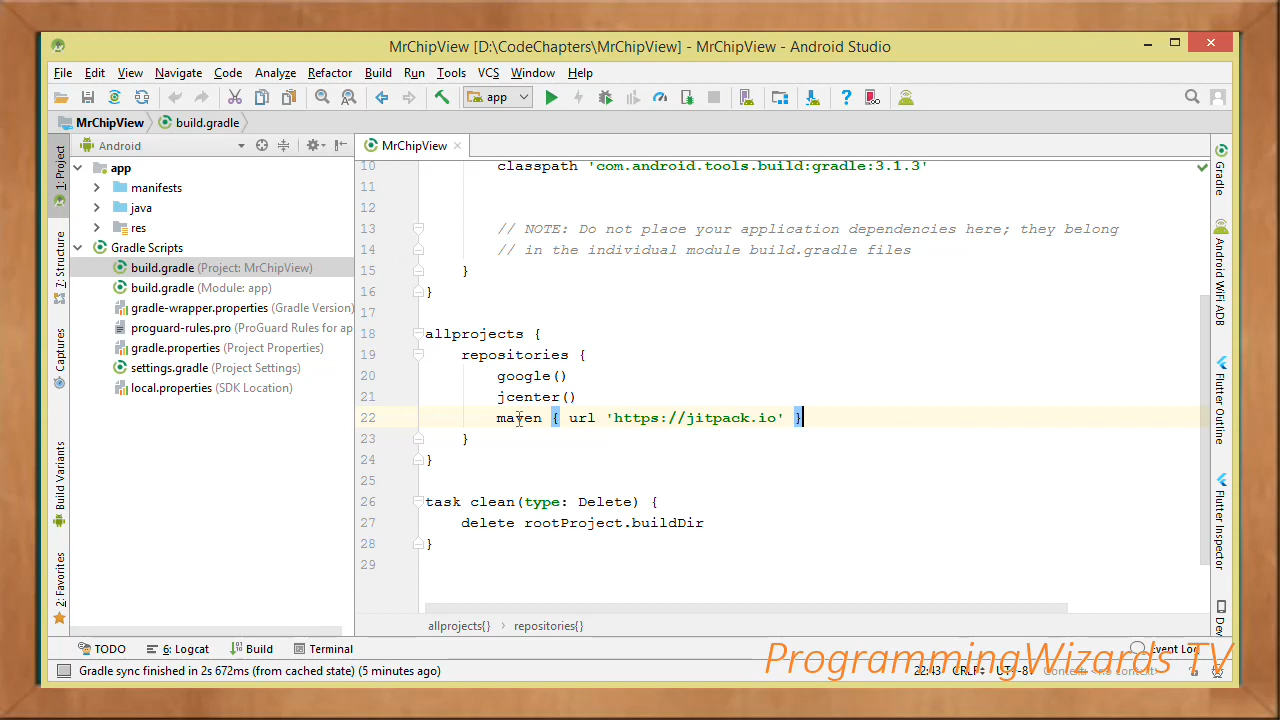 MrChipView [D:\CodeChapters\MrChipView] - MrChipView - Android Studio
File Edit View Navigate Code Analyze Refactor Build Run Tools VCS Window Help
app
MrChipView build.gradle
Android
MrChipView
1: Project
7: Structure
Captures
Build Variants
2: Favorites
app
manifests
java
res
Gradle Scripts
build.gradle (Project: MrChipView)
build.gradle (Module: app)
gradle-wrapper.properties (Gradle Version)
proguard-rules.pro (ProGuard Rules for ap
gradle.properties (Project Properties)
settings.gradle (Project Settings)
local.properties (SDK Location)
10 classpath 'com.android.tools.build:gradle:3.1.3'
11
12
13 // NOTE: Do not place your application dependencies here; they belong
14 // in the individual module build.gradle files
15 }
16 }
17
18 allprojects {
19 repositories {
20 google()
21 jcenter()
22 maven { url 'https://jitpack.io' }
23 }
24 }
25
26 task clean(type: Delete) {
27 delete rootProject.buildDir
28 }
29
allprojects{} repositories{}
Gradle
Android WiFi ADB
Flutter Outline
Flutter Inspector
TODO 6: Logcat Build Terminal Event Log
Gradle sync finished in 2s 672ms (from cached state) (5 minutes ago)
22:43 CRLF UTF-8 Context: <no context>
ProgrammingWizards TV